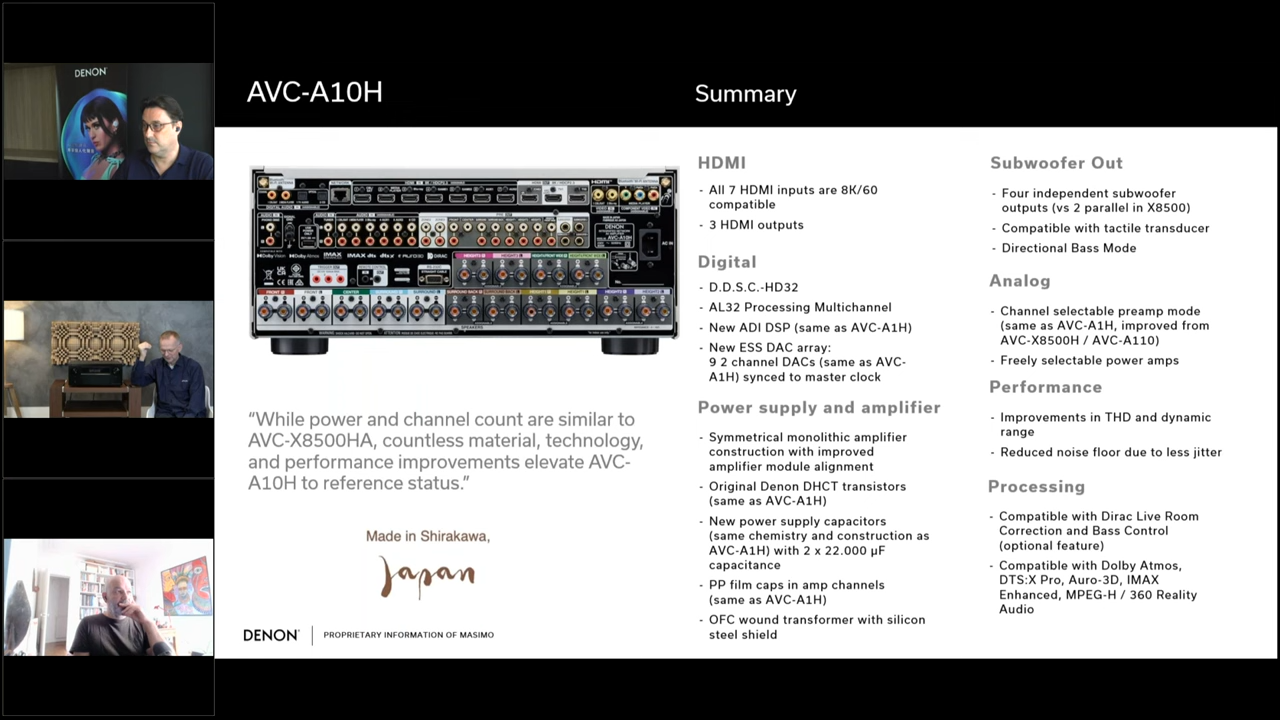 DENON
AVC-A10H
Summary
“While power and channel count are similar to
AVC-X8500HA, countless material, technology,
and performance improvements elevate AVC-
A10H to reference status.”
Made in Shirakawa,
Japan
DENON
PROPRIETARY INFORMATION OF MASIMO
HDMI
- All 7 HDMI inputs are 8K/60
compatible
- 3 HDMI outputs
Digital
- D.D.S.C.-HD32
- AL32 Processing Multichannel
- New ADI DSP (same as AVC-A1H)
- New ESS DAC array:
9 2 channel DACs (same as AVC-
A1H) synced to master clock
Power supply and amplifier
- Symmetrical monolithic amplifier
construction with improved
amplifier module alignment
- Original Denon DHCT transistors
(same as AVC-A1H)
- New power supply capacitors
(same chemistry and construction as
AVC-A1H) with 2 x 22.000 µF
capacitance
- PP film caps in amp channels
(same as AVC-A1H)
- OFC wound transformer with silicon
steel shield
Subwoofer Out
- Four independent subwoofer
outputs (vs 2 parallel in X8500)
- Compatible with tactile transducer
- Directional Bass Mode
Analog
- Channel selectable preamp mode
(same as AVC-A1H, improved from
AVC-X8500H / AVC-A110)
- Freely selectable power amps
Performance
- Improvements in THD and dynamic
range
- Reduced noise floor due to less jitter
Processing
- Compatible with Dirac Live Room
Correction and Bass Control
(optional feature)
- Compatible with Dolby Atmos,
DTS:X Pro, Auro-3D, IMAX
Enhanced, MPEG-H / 360 Reality
Audio